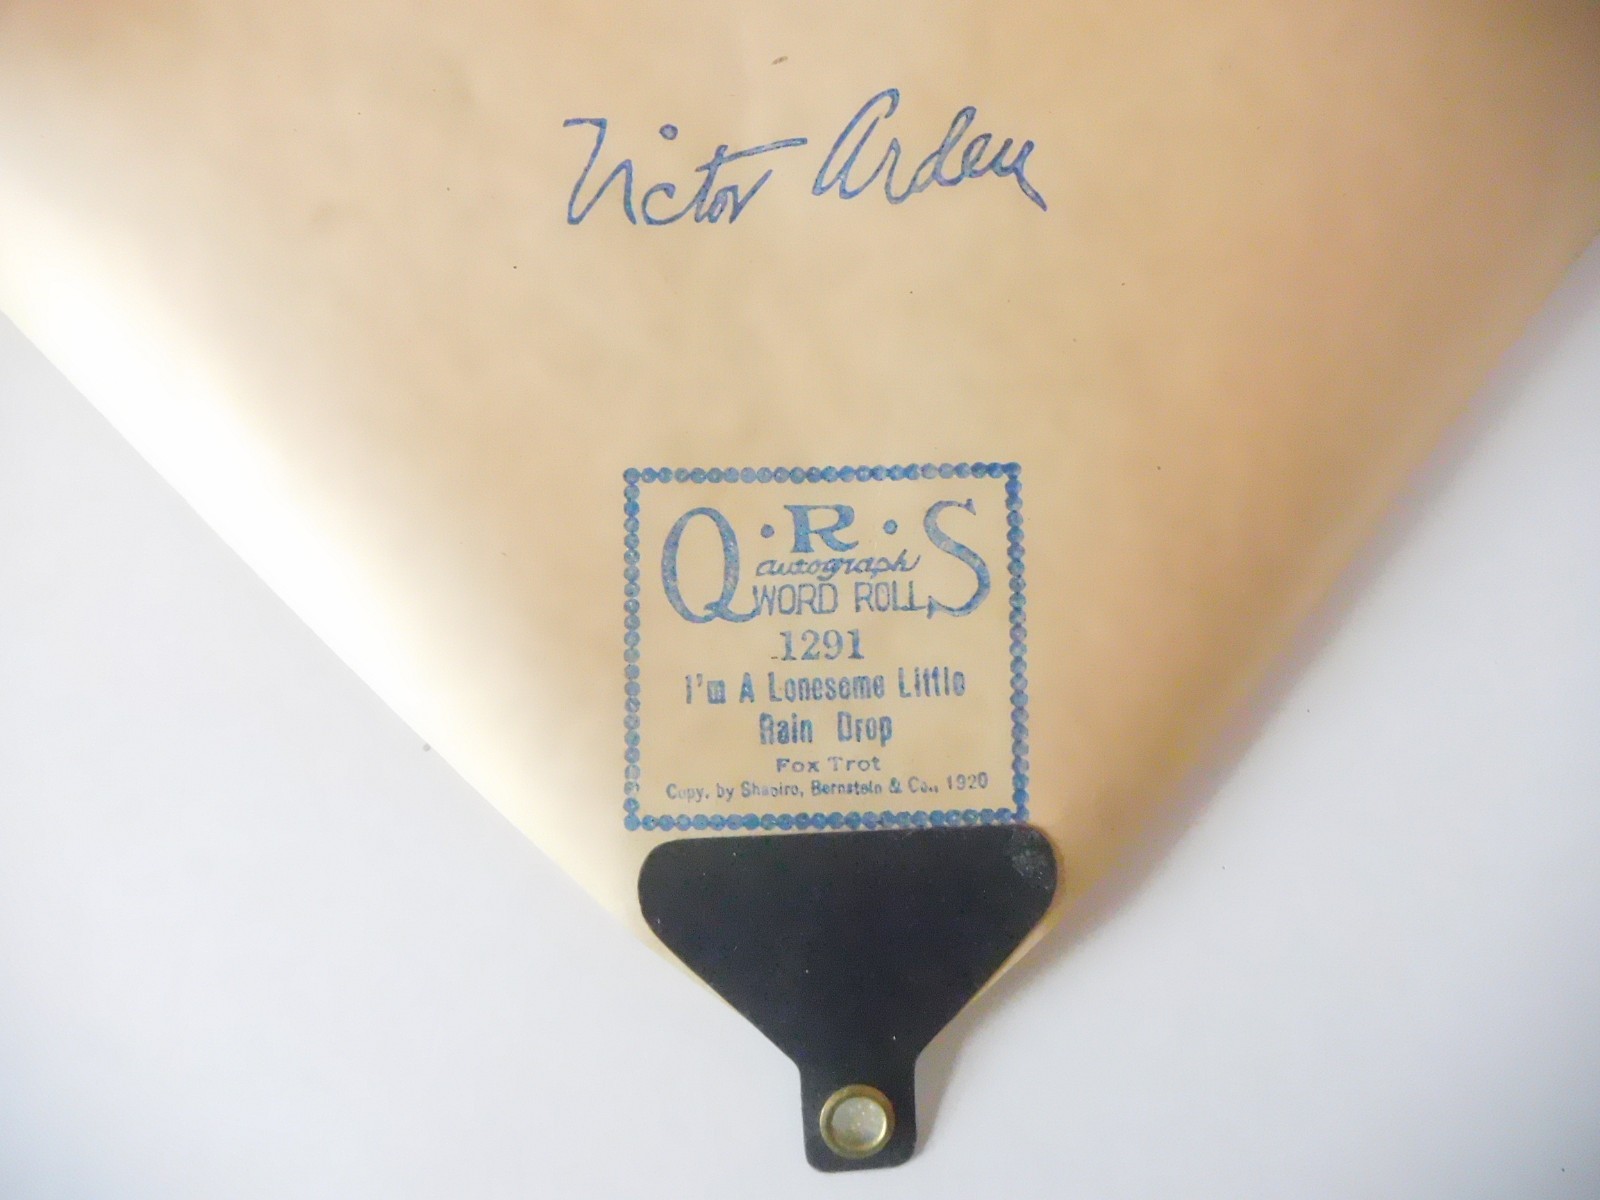 Victor Arden
Q·R·S
autograph
WORD ROLL
1291
I'm A Lonesome Little
Rain Drop
Fox Trot
Copy. by Shapiro, Bernstein & Co., 1920